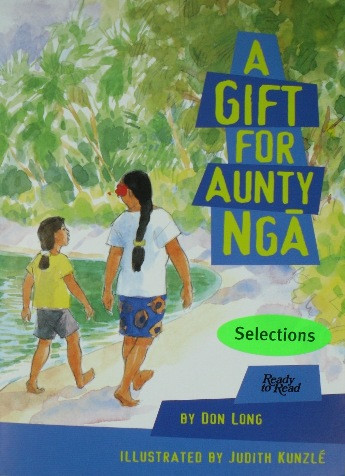 A
GIFT
FOR
AUNTY
NGĀ
Selections
Ready
to Read
BY DON LONG
ILLUSTRATED BY JUDITH KUNZLÉ